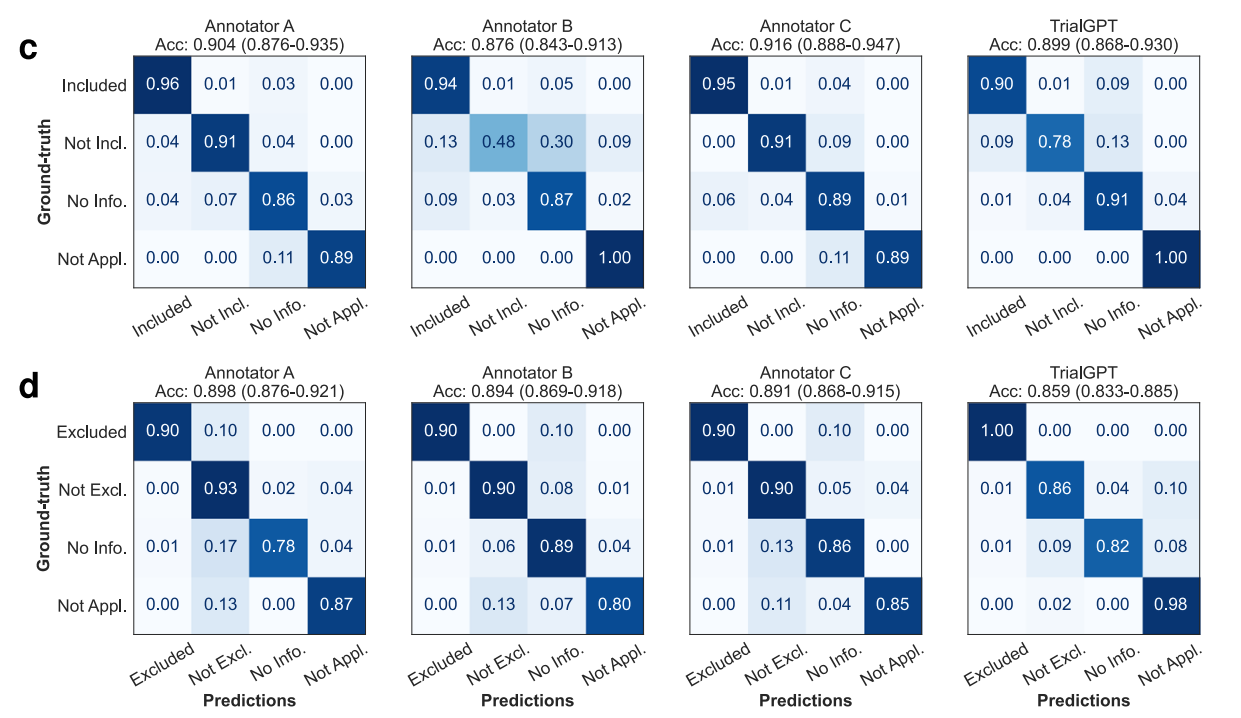 c
Annotator A Annotator B Annotator C TrialGPT
Acc: 0.904 (0.876-0.935) Acc: 0.876 (0.843-0.913) Acc: 0.916 (0.888-0.947) Acc: 0.899 (0.868-0.930)
Ground-truth
Included 0.96 0.01 0.03 0.00 0.94 0.01 0.05 0.00 0.95 0.01 0.04 0.00 0.90 0.01 0.09 0.00
Not Incl. 0.04 0.91 0.04 0.00 0.13 0.48 0.30 0.09 0.00 0.91 0.09 0.00 0.09 0.78 0.13 0.00
No Info. 0.04 0.07 0.86 0.03 0.09 0.03 0.87 0.02 0.06 0.04 0.89 0.01 0.01 0.04 0.91 0.04
Not Appl. 0.00 0.00 0.11 0.89 0.00 0.00 0.00 1.00 0.00 0.00 0.11 0.89 0.00 0.00 0.00 1.00
Included Not Incl. No Info. Not Appl. Included Not Incl. No Info. Not Appl. Included Not Incl. No Info. Not Appl. Included Not Incl. No Info. Not Appl.
d
Annotator A Annotator B Annotator C TrialGPT
Acc: 0.898 (0.876-0.921) Acc: 0.894 (0.869-0.918) Acc: 0.891 (0.868-0.915) Acc: 0.859 (0.833-0.885)
Ground-truth
Excluded 0.90 0.10 0.00 0.00 0.90 0.00 0.10 0.00 0.90 0.00 0.10 0.00 1.00 0.00 0.00 0.00
Not Excl. 0.00 0.93 0.02 0.04 0.01 0.90 0.08 0.01 0.01 0.90 0.05 0.04 0.01 0.86 0.04 0.10
No Info. 0.01 0.17 0.78 0.04 0.01 0.06 0.89 0.04 0.01 0.13 0.86 0.00 0.01 0.09 0.82 0.08
Not Appl. 0.00 0.13 0.00 0.87 0.00 0.13 0.07 0.80 0.00 0.11 0.04 0.85 0.00 0.02 0.00 0.98
Excluded Not Excl. No Info. Not Appl. Excluded Not Excl. No Info. Not Appl. Excluded Not Excl. No Info. Not Appl. Excluded Not Excl. No Info. Not Appl.
Predictions Predictions Predictions Predictions